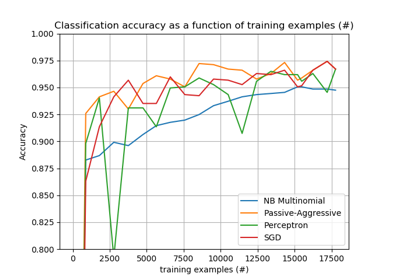 Classification accuracy as a function of training examples (#)
1.000
0.975
0.950
0.925
0.900
0.875
0.850
0.825
0.800
Accuracy
NB Multinomial
Passive-Aggressive
Perceptron
SGD
0 2500 5000 7500 10000 12500 15000 17500
training examples (#)